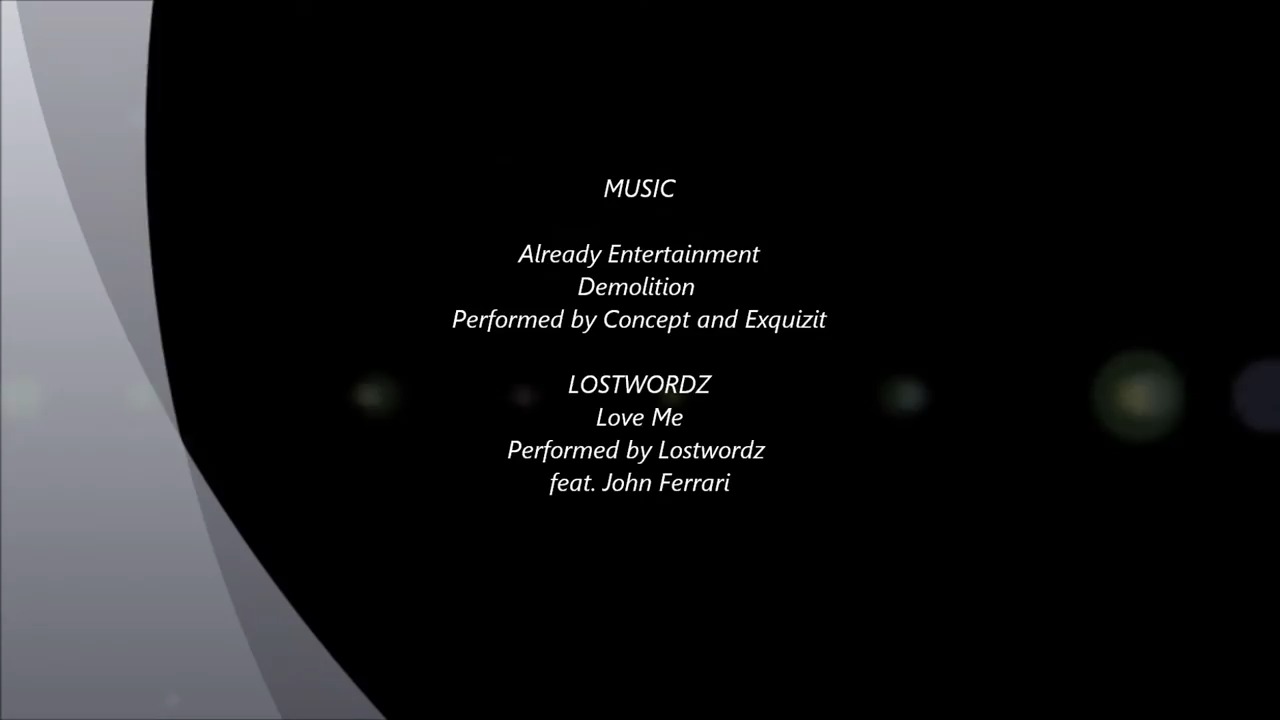 MUSIC
Already Entertainment
Demolition
Performed by Concept and Exquizit
LOSTWORDZ
Love Me
Performed by Lostwordz
feat. John Ferrari